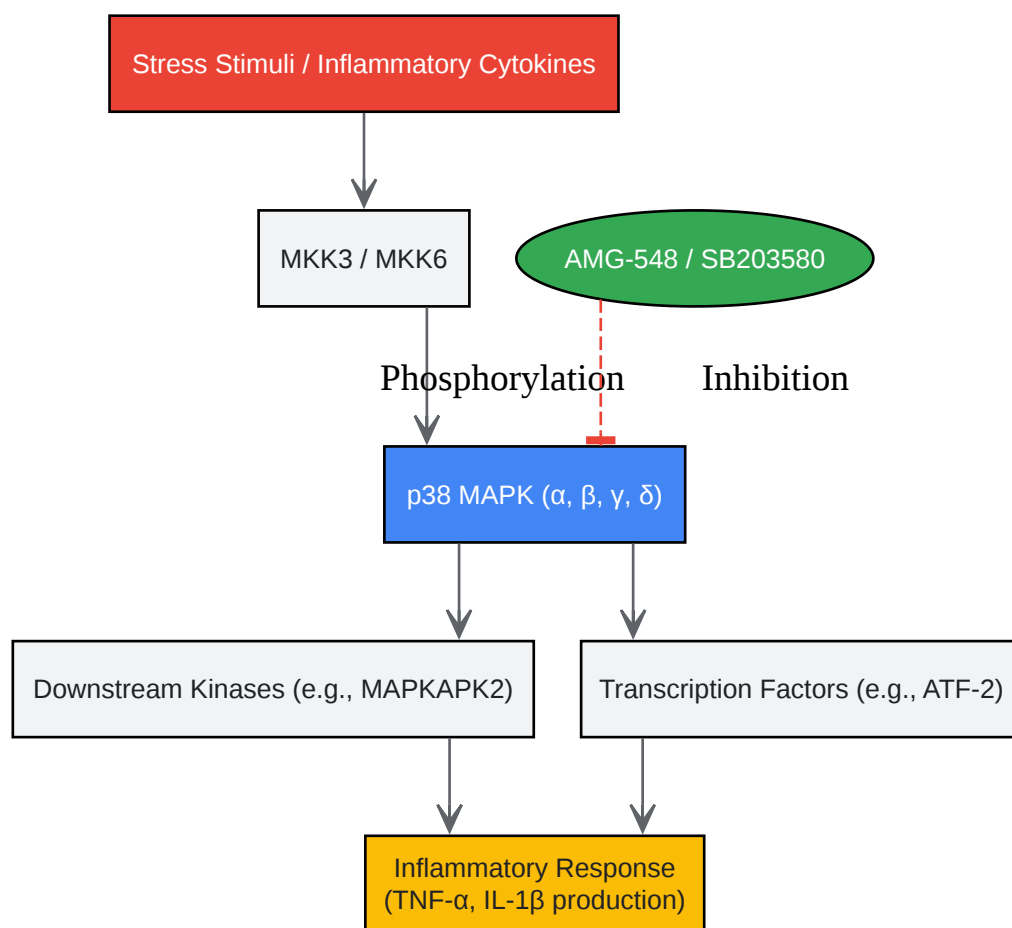 Stress Stimuli / Inflammatory Cytokines
MKK3 / MKK6
AMG-548 / SB203580
Phosphorylation
Inhibition
p38 MAPK (α, β, γ, δ)
Downstream Kinases (e.g., MAPKAPK2)
Transcription Factors (e.g., ATF-2)
Inflammatory Response
(TNF-α, IL-1β production)